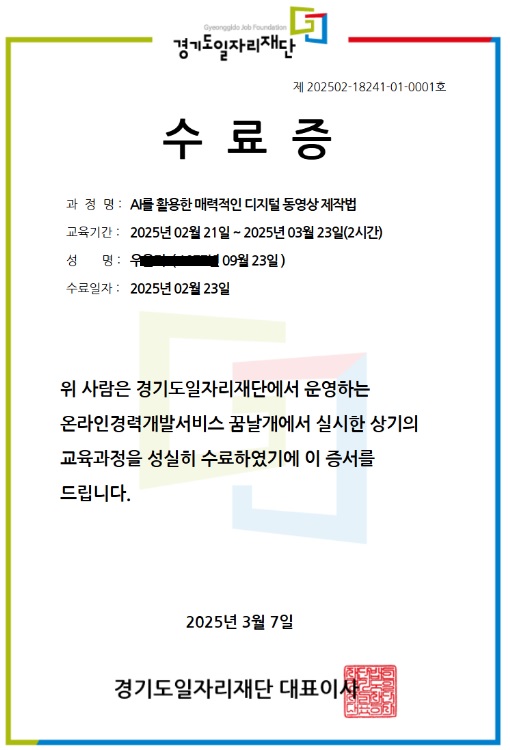 Gyeonggido Job Foundation
경기도일자리재단
제 202502-18241-01-0001호
수 료 증
과 정 명 : AI를 활용한 매력적인 디지털 동영상 제작법
교육기간 : 2025년 02월 21일 ~ 2025년 03월 23일(2시간)
성 명 : 09월 23일 )
수료일자 : 2025년 02월 23일
위 사람은 경기도일자리재단에서 운영하는
온라인경력개발서비스 꿈날개에서 실시한 상기의
교육과정을 성실히 수료하였기에 이 증서를
드립니다.
2025년 3월 7일
경기도일자리재단 대표이사